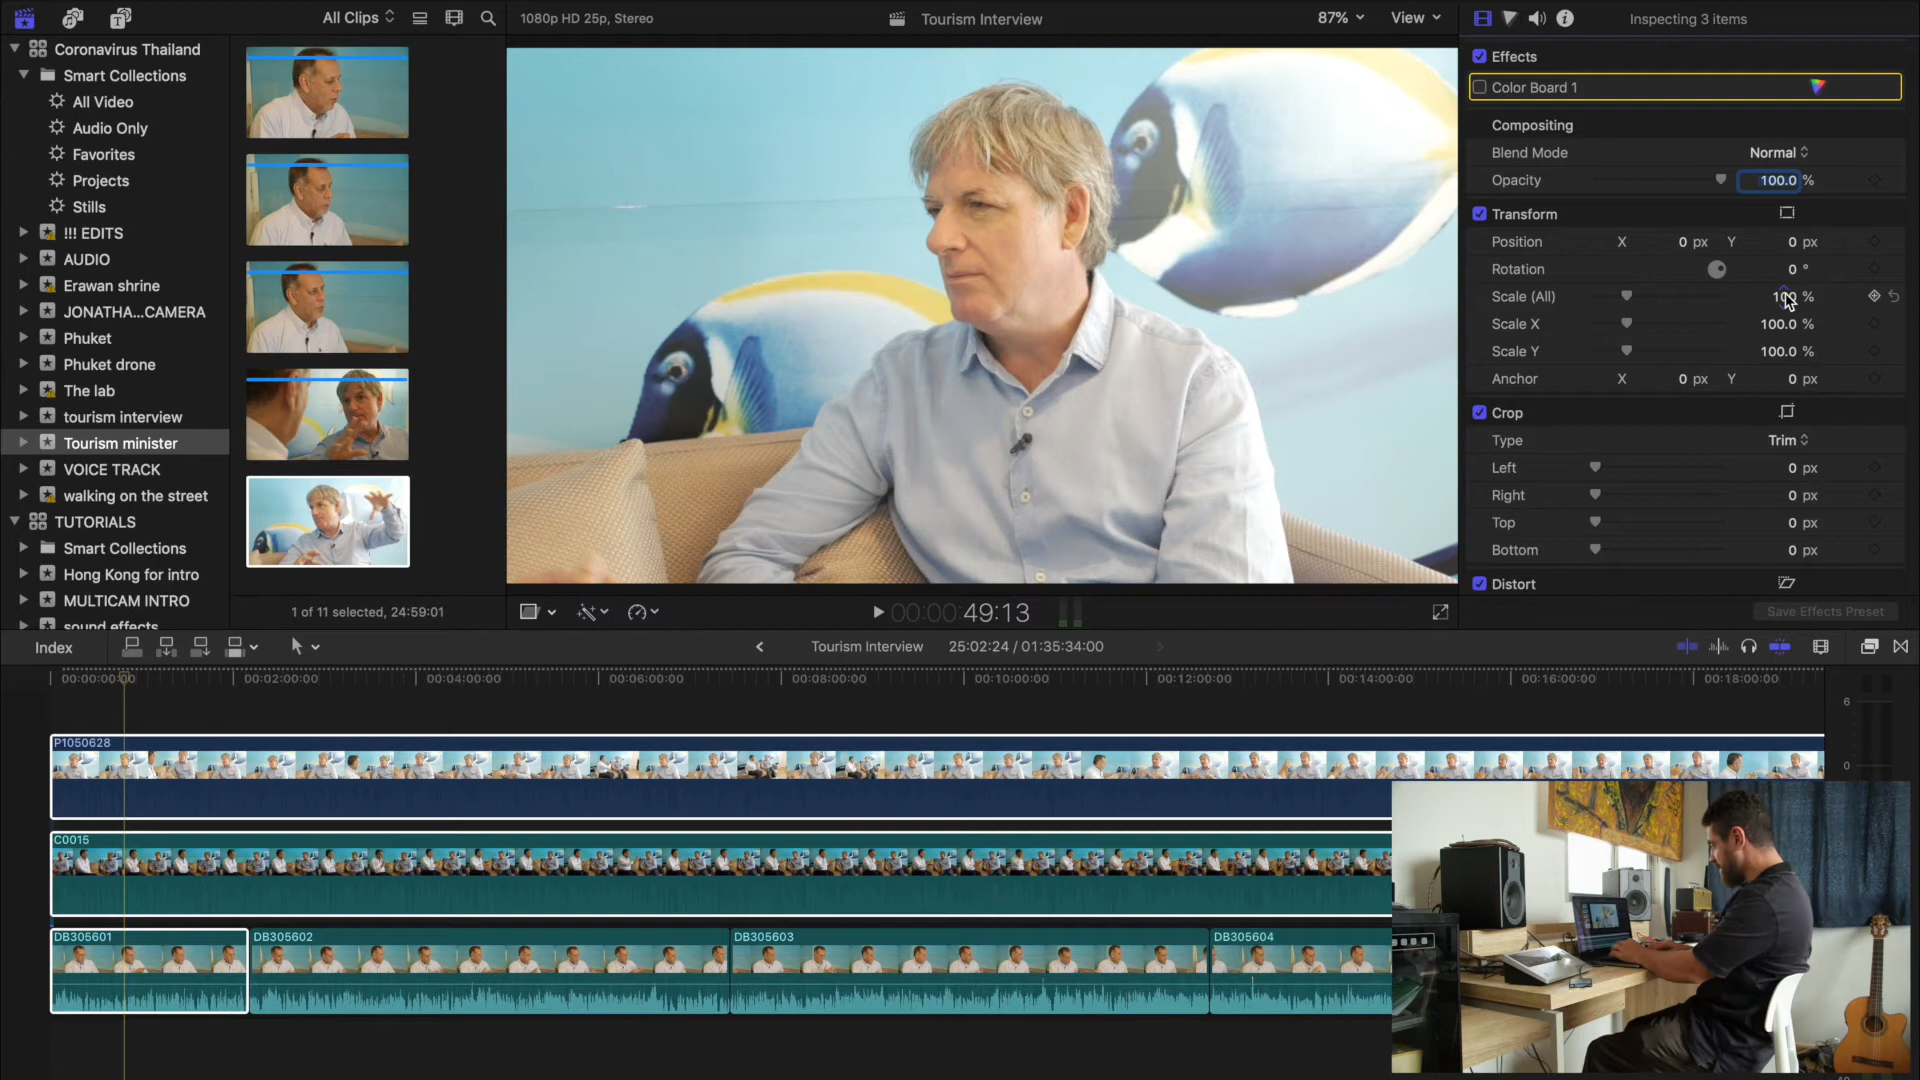 All Clips
1080p HD 25p, Stereo
Tourism Interview
87%
View
Inspecting 3 items
Coronavirus Thailand
Smart Collections
All Video
Audio Only
Favorites
Projects
Stills
!!! EDITS
AUDIO
Erawan shrine
JONATHA...CAMERA
Phuket
Phuket drone
The lab
tourism interview
Tourism minister
VOICE TRACK
walking on the street
TUTORIALS
Smart Collections
Hong Kong for intro
MULTICAM INTRO
sound effects
1 of 11 selected, 24:59:01
00:00:00:49:13
Effects
Color Board 1
Compositing
Blend Mode Normal
Opacity 100.0 %
Transform
Position X 0 px Y 0 px
Rotation 0 °
Scale (All) 100 %
Scale X 100.0 %
Scale Y 100.0 %
Anchor X 0 px Y 0 px
Crop
Type Trim
Left 0 px
Right 0 px
Top 0 px
Bottom 0 px
Distort
Save Effects Preset
Index
Tourism Interview 25:02:24 / 01:35:34:00
00:00:00:00 00:02:00:00 00:04:00:00 00:06:00:00 00:08:00:00 00:10:00:00 00:12:00:00 00:14:00:00 00:16:00:00 00:18:00:00
6
0
P1050628
C0015
DB305601 DB305602 DB305603 DB305604